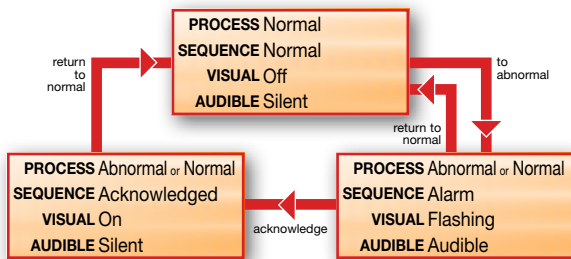 PROCESS Normal
SEQUENCE Normal
VISUAL Off
AUDIBLE Silent
return
to
normal
to
abnormal
return to
normal
PROCESS Abnormal or Normal
SEQUENCE Acknowledged
VISUAL On
AUDIBLE Silent
acknowledge
PROCESS Abnormal or Normal
SEQUENCE Alarm
VISUAL Flashing
AUDIBLE Audible